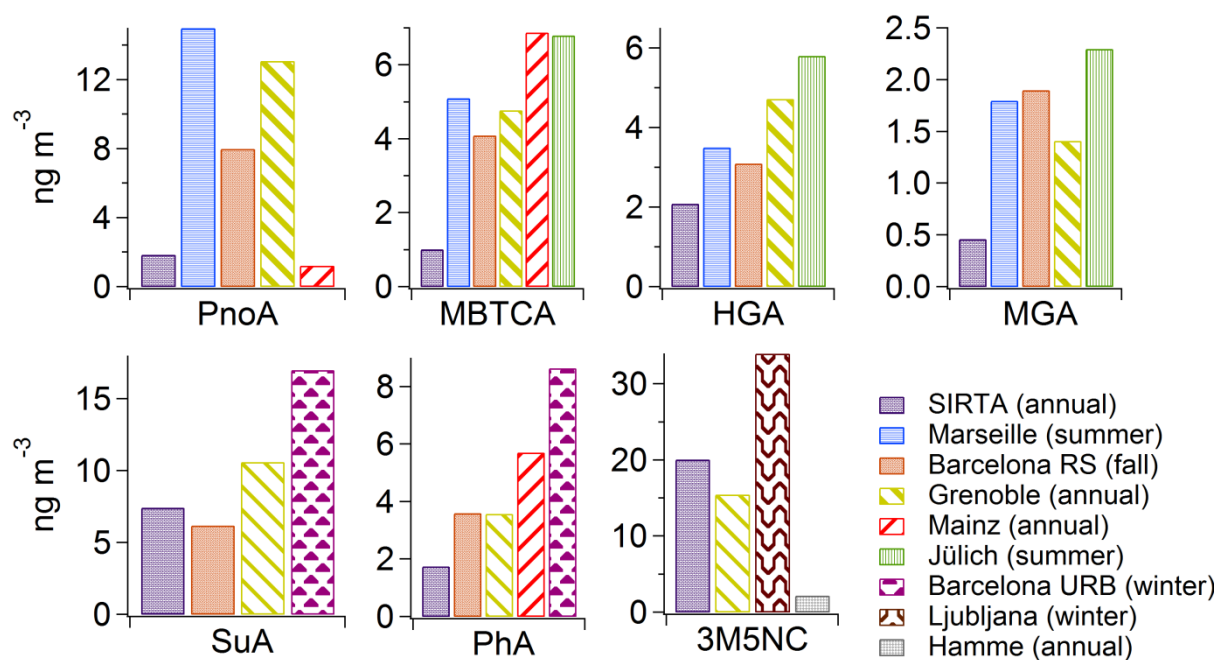 ng m⁻³
12
8
4
0
PnoA
6
4
2
0
MBTCA
6
4
2
0
HGA
2.5
2.0
1.5
1.0
0.5
0.0
MGA
ng m⁻³
15
10
5
0
SuA
8
6
4
2
0
PhA
30
20
10
0
3M5NC
SIRTA (annual)
Marseille (summer)
Barcelona RS (fall)
Grenoble (annual)
Mainz (annual)
Jülich (summer)
Barcelona URB (winter)
Ljubljana (winter)
Hamme (annual)